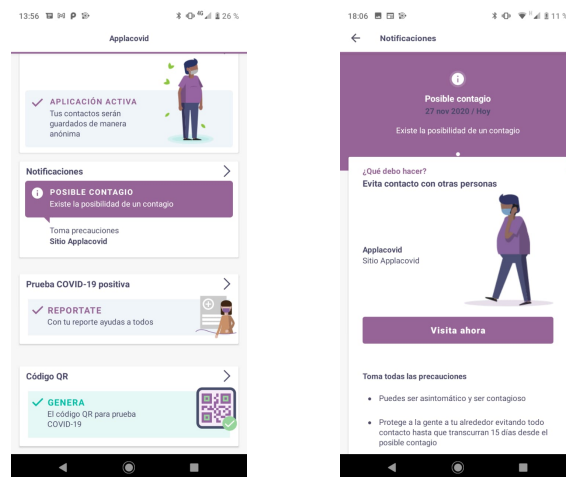 13:56
4G
26 %
Applacovid
APLICACIÓN ACTIVA
Tus contactos serán
guardados de manera
anónima
Notificaciones
POSIBLE CONTAGIO
Existe la posibilidad de un contagio
Toma precauciones
Sitio Applacovid
Prueba COVID-19 positiva
REPORTATE
Con tu reporte ayudas a todos
Código QR
GENERA
El código QR para prueba
COVID-19
18:06
11 %
Notificaciones
Posible contagio
27 nov 2020 / Hoy
Existe la posibilidad de un contagio
¿Qué debo hacer?
Evita contacto con otras personas
Applacovid
Sitio Applacovid
Visita ahora
Toma todas las precauciones
• Puedes ser asintomático y ser contagioso
• Protege a la gente a tu alrededor evitando todo
contacto hasta que transcurran 15 días desde el
posible contagio